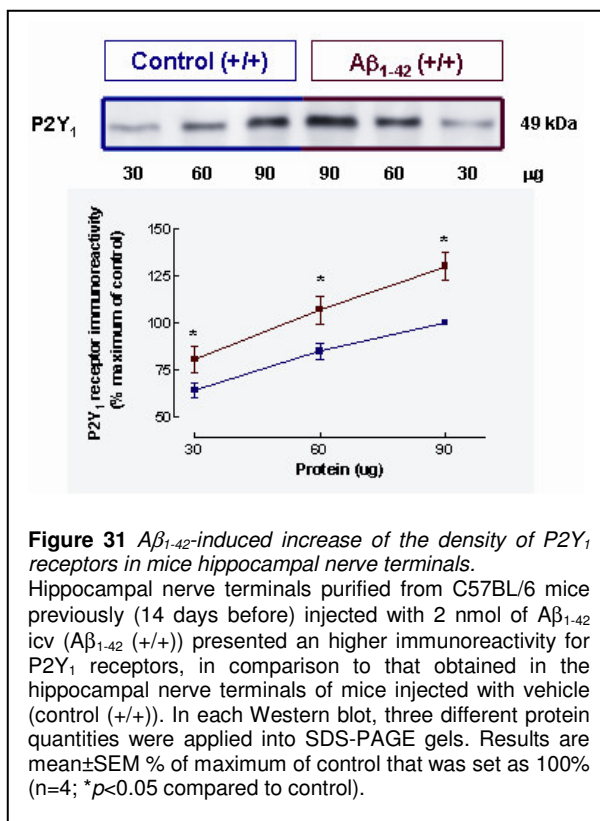 Control (+/+) Aβ1-42 (+/+)
P2Y1 49 kDa
30 60 90 90 60 30 µg
P2Y1 receptor immunoreactivity
(% maximum of control)
150
125
100
75
50
* * *
30 60 90
Protein (ug)
Figure 31 Aβ1-42-induced increase of the density of P2Y1
receptors in mice hippocampal nerve terminals.
Hippocampal nerve terminals purified from C57BL/6 mice
previously (14 days before) injected with 2 nmol of Aβ1-42
icv (Aβ1-42 (+/+)) presented an higher immunoreactivity for
P2Y1 receptors, in comparison to that obtained in the
hippocampal nerve terminals of mice injected with vehicle
(control (+/+)). In each Western blot, three different protein
quantities were applied into SDS-PAGE gels. Results are
mean±SEM % of maximum of control that was set as 100%
(n=4; *p<0.05 compared to control).